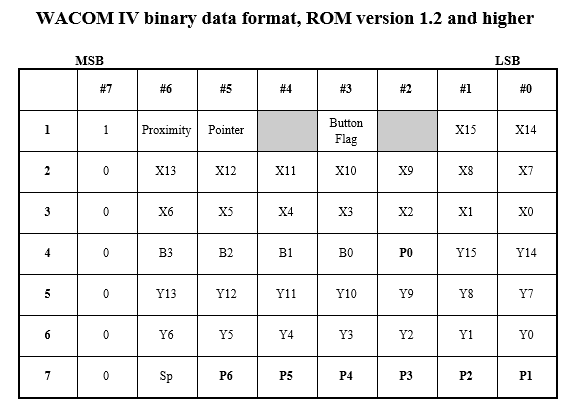 WACOM IV binary data format, ROM version 1.2 and higher
MSB LSB
#7 #6 #5 #4 #3 #2 #1 #0
1 1 Proximity Pointer Button Flag X15 X14
2 0 X13 X12 X11 X10 X9 X8 X7
3 0 X6 X5 X4 X3 X2 X1 X0
4 0 B3 B2 B1 B0 P0 Y15 Y14
5 0 Y13 Y12 Y11 Y10 Y9 Y8 Y7
6 0 Y6 Y5 Y4 Y3 Y2 Y1 Y0
7 0 Sp P6 P5 P4 P3 P2 P1